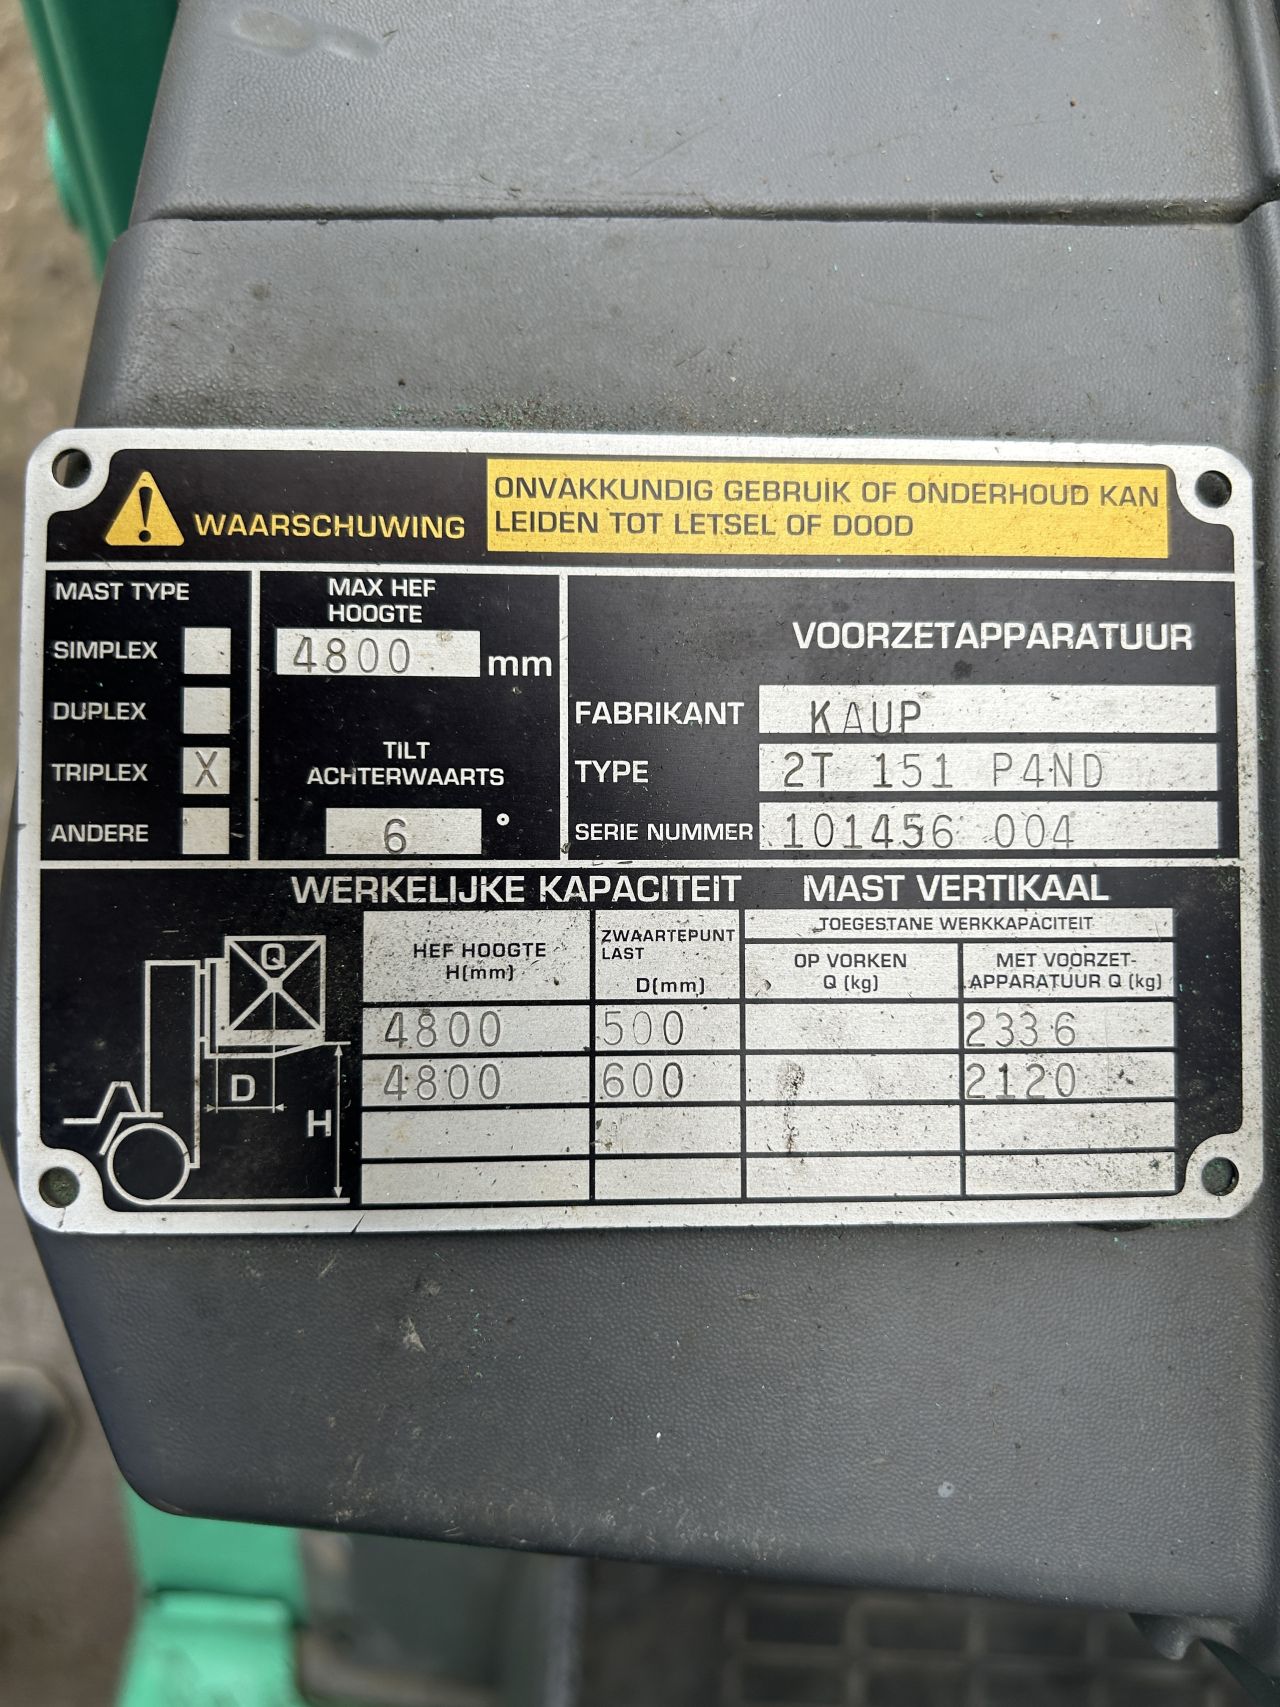 WAARSCHUWING
ONVAKKUNDIG GEBRUIK OF ONDERHOUD KAN
LEIDEN TOT LETSEL OF DOOD
MAST TYPE
SIMPLEX
DUPLEX
TRIPLEX X
ANDERE
MAX HEF
HOOGTE
4800 mm
TILT
ACHTERWAARTS
6 °
VOORZETAPPARATUUR
FABRIKANT KAUP
TYPE 2T 151 P4ND
SERIE NUMMER 101456 004
WERKELIJKE KAPACITEIT MAST VERTIKAAL
Q
D
H
HEF HOOGTE
H(mm)
ZWAARTEPUNT
LAST
D(mm)
TOEGESTANE WERKKAPACITEIT
OP VORKEN
Q (kg)
MET VOORZET-
APPARATUUR Q (kg)
4800 500 2336
4800 600 2120